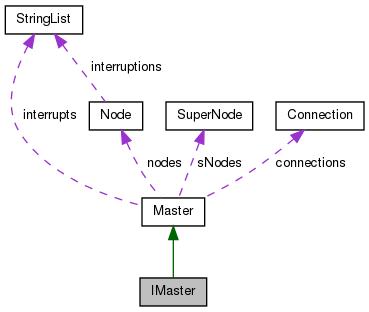 StringList
interruptions
interrupts
Node
SuperNode
Connection
nodes
sNodes
connections
Master
IMaster